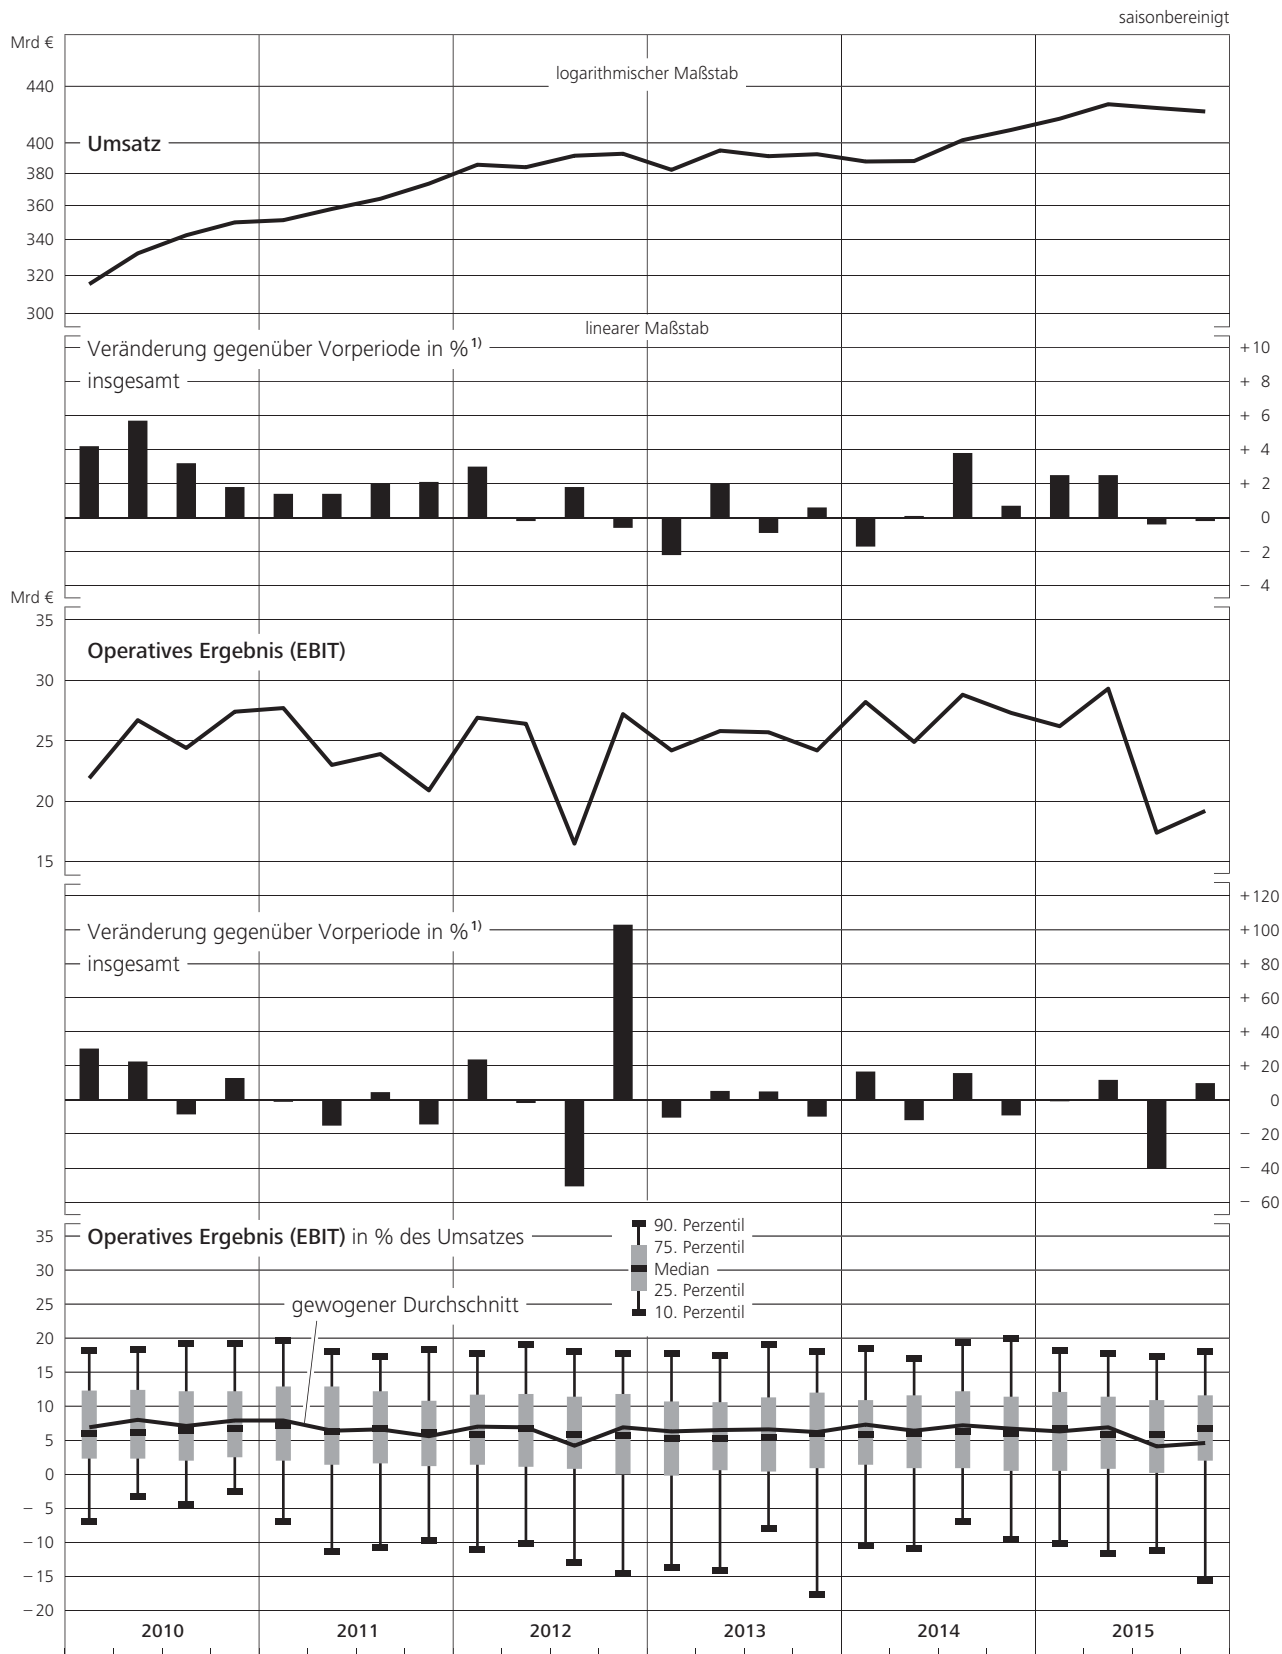 saisonbereinigt
Mrd €
logarithmischer Maßstab
440
Umsatz
400
380
360
340
320
300
linearer Maßstab
Veränderung gegenüber Vorperiode in %¹⁾
+10
insgesamt
+ 8
+ 6
+ 4
+ 2
0
− 2
− 4
Mrd €
35
Operatives Ergebnis (EBIT)
30
25
20
15
+120
Veränderung gegenüber Vorperiode in %¹⁾
+100
insgesamt
+ 80
+ 60
+ 40
+ 20
0
− 20
− 40
− 60
35
Operatives Ergebnis (EBIT) in % des Umsatzes
90. Perzentil
75. Perzentil
Median
25. Perzentil
10. Perzentil
30
25
gewogener Durchschnitt
20
15
10
5
0
− 5
−10
−15
−20
2010 2011 2012 2013 2014 2015